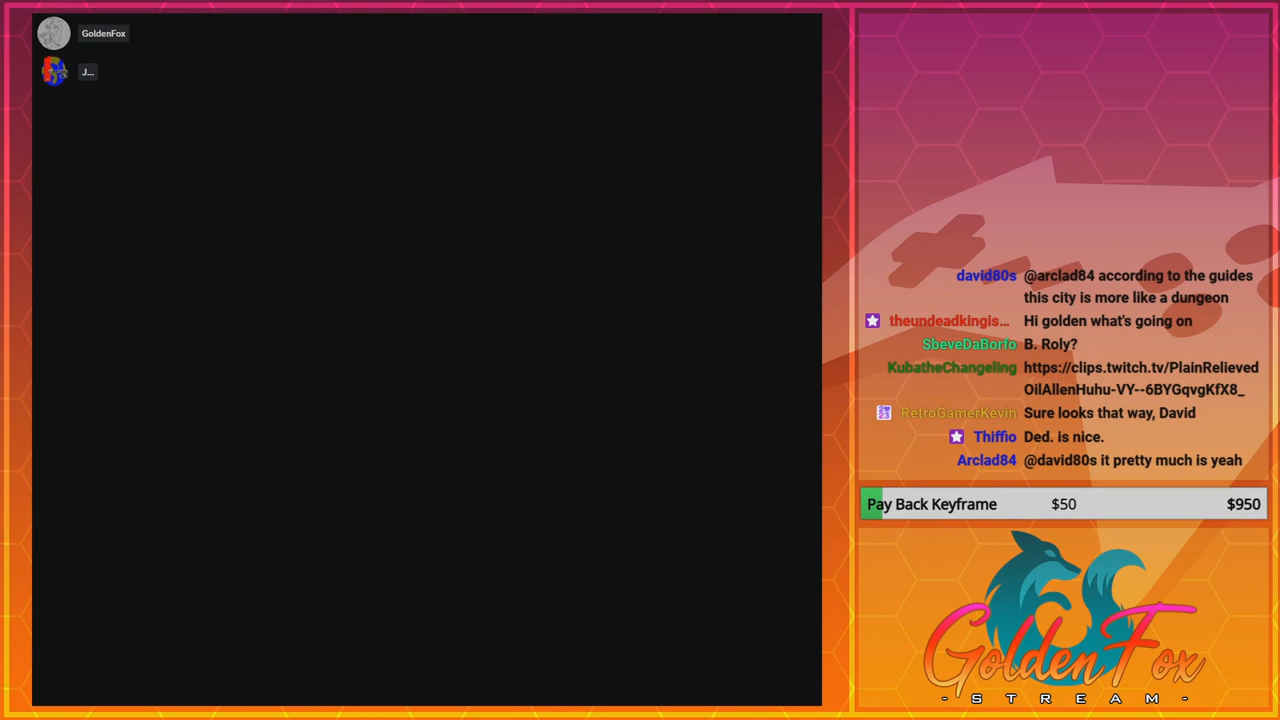 GoldenFox
J...
david80s @arclad84 according to the guides
this city is more like a dungeon
theundeadkingis... Hi golden what's going on
SbeveDaBorfo B. Roly?
KubatheChangeling https://clips.twitch.tv/PlainRelieved
OilAllenHuhu-VY--6BYGqvgKfX8_
RetroGamerKevin Sure looks that way, David
Thiffio Ded. is nice.
Arclad84 @david80s it pretty much is yeah
Pay Back Keyframe $50 $950
GoldenFox
- S T R E A M -